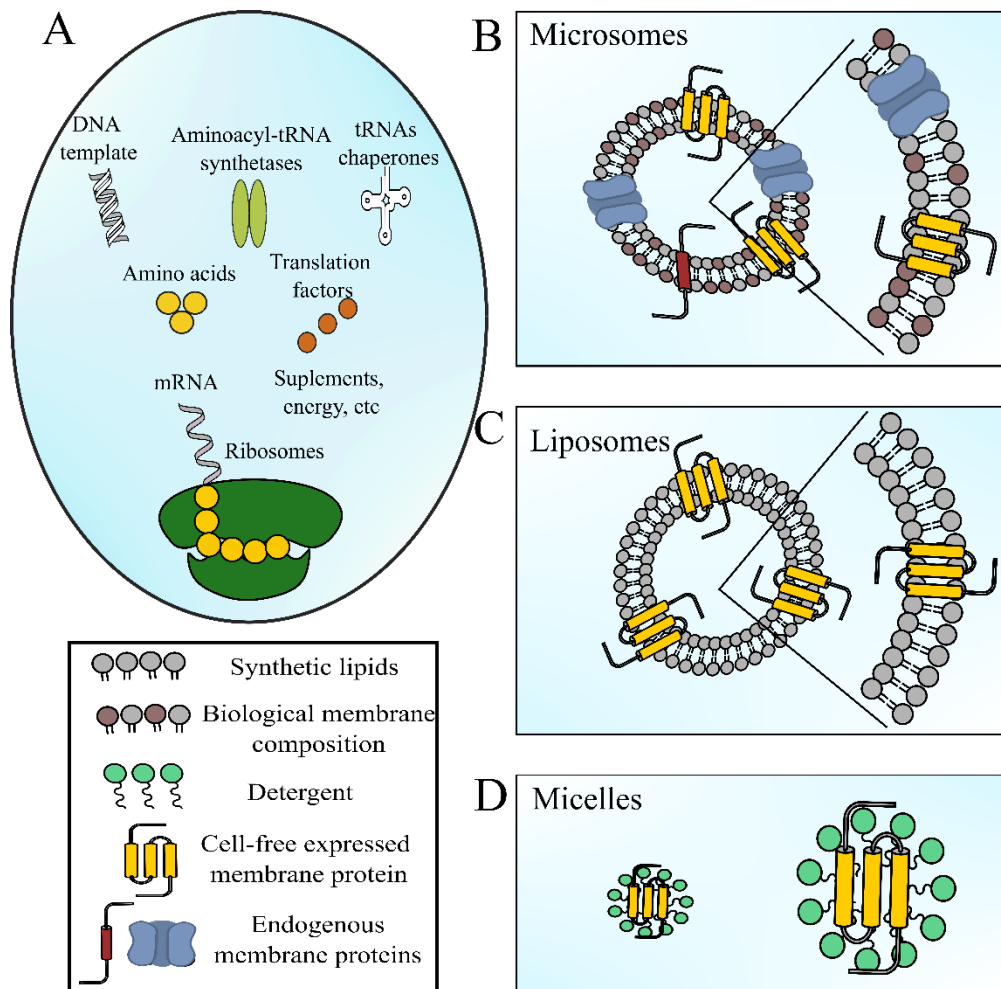 A
DNA
template
Aminoacyl-tRNA
synthetases
tRNAs
chaperones
Amino acids
Translation
factors
mRNA
Suplements,
energy, etc
Ribosomes
Synthetic lipids
Biological membrane
composition
Detergent
Cell-free expressed
membrane protein
Endogenous
membrane proteins
B
Microsomes
C
Liposomes
D
Micelles